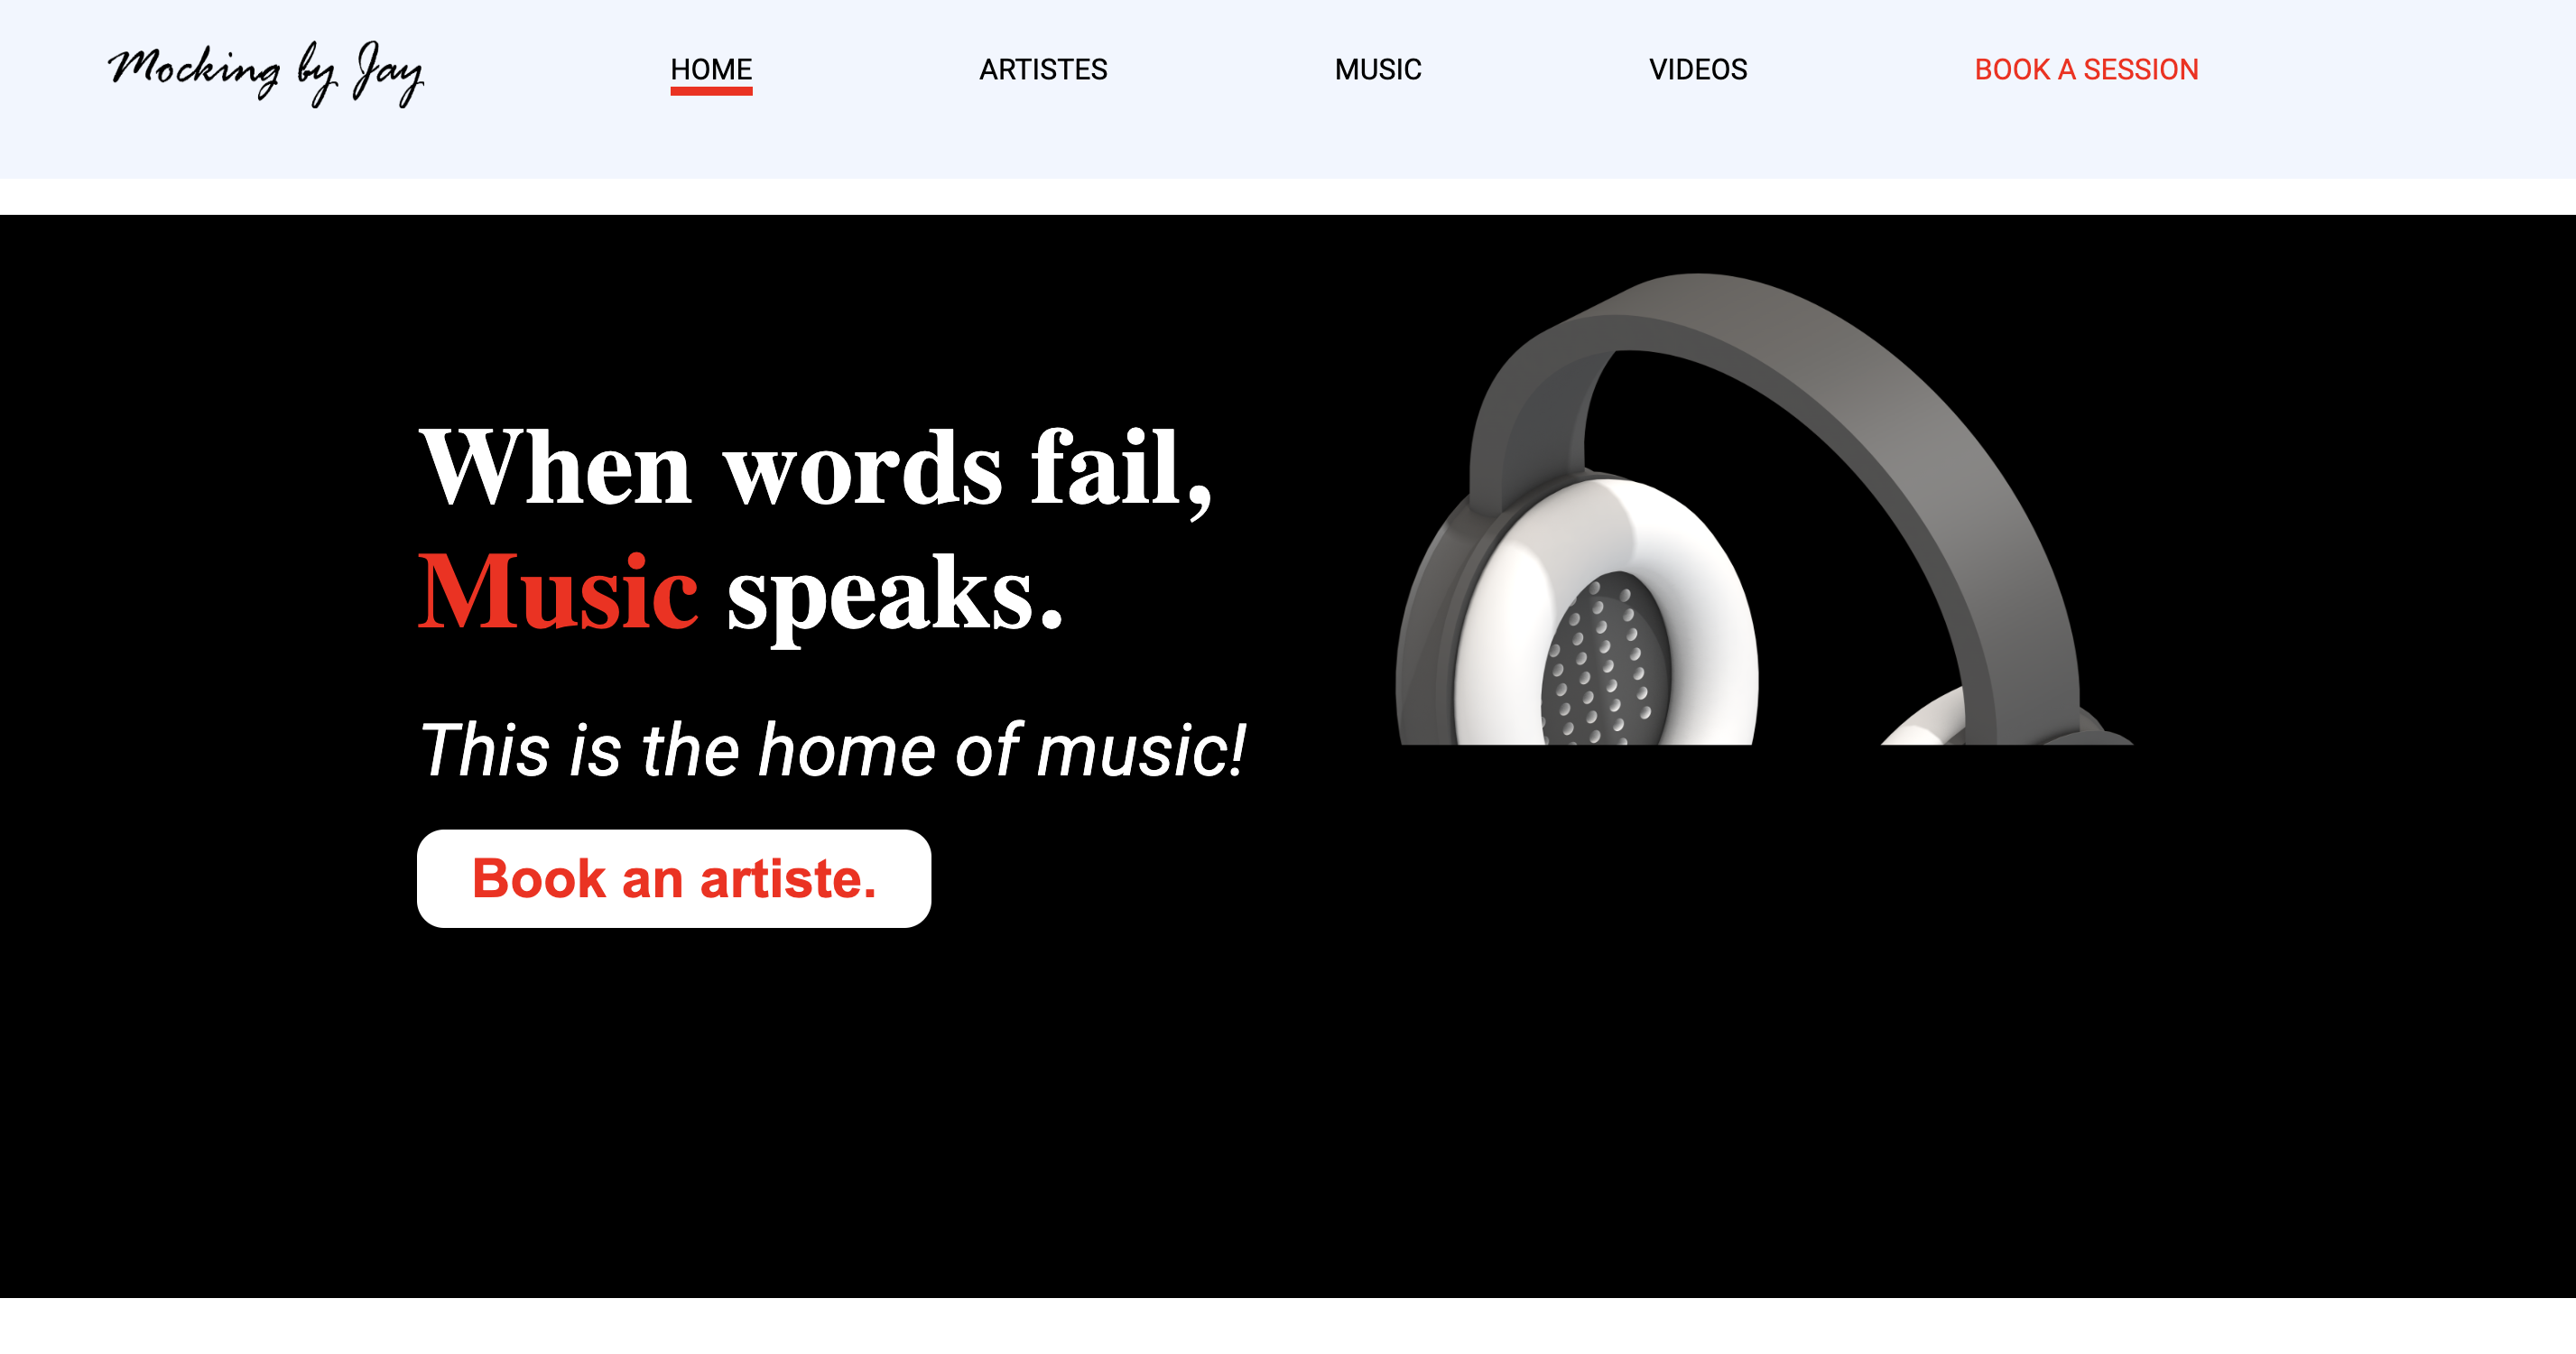 Mocking by Jay HOME ARTISTES MUSIC VIDEOS BOOK A SESSION
When words fail,
Music speaks.
This is the home of music!
Book an artiste.